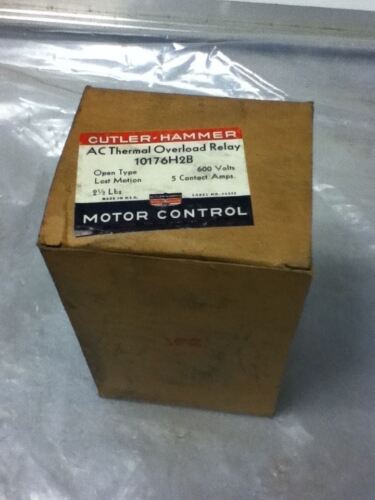 CUTLER-HAMMER
AC Thermal Overload Relay
10176H2B
Open Type 600 Volts
Lost Motion 5 Contact Amps.
2½ Lbs.
MADE IN U.S.A.
MOTOR CONTROL